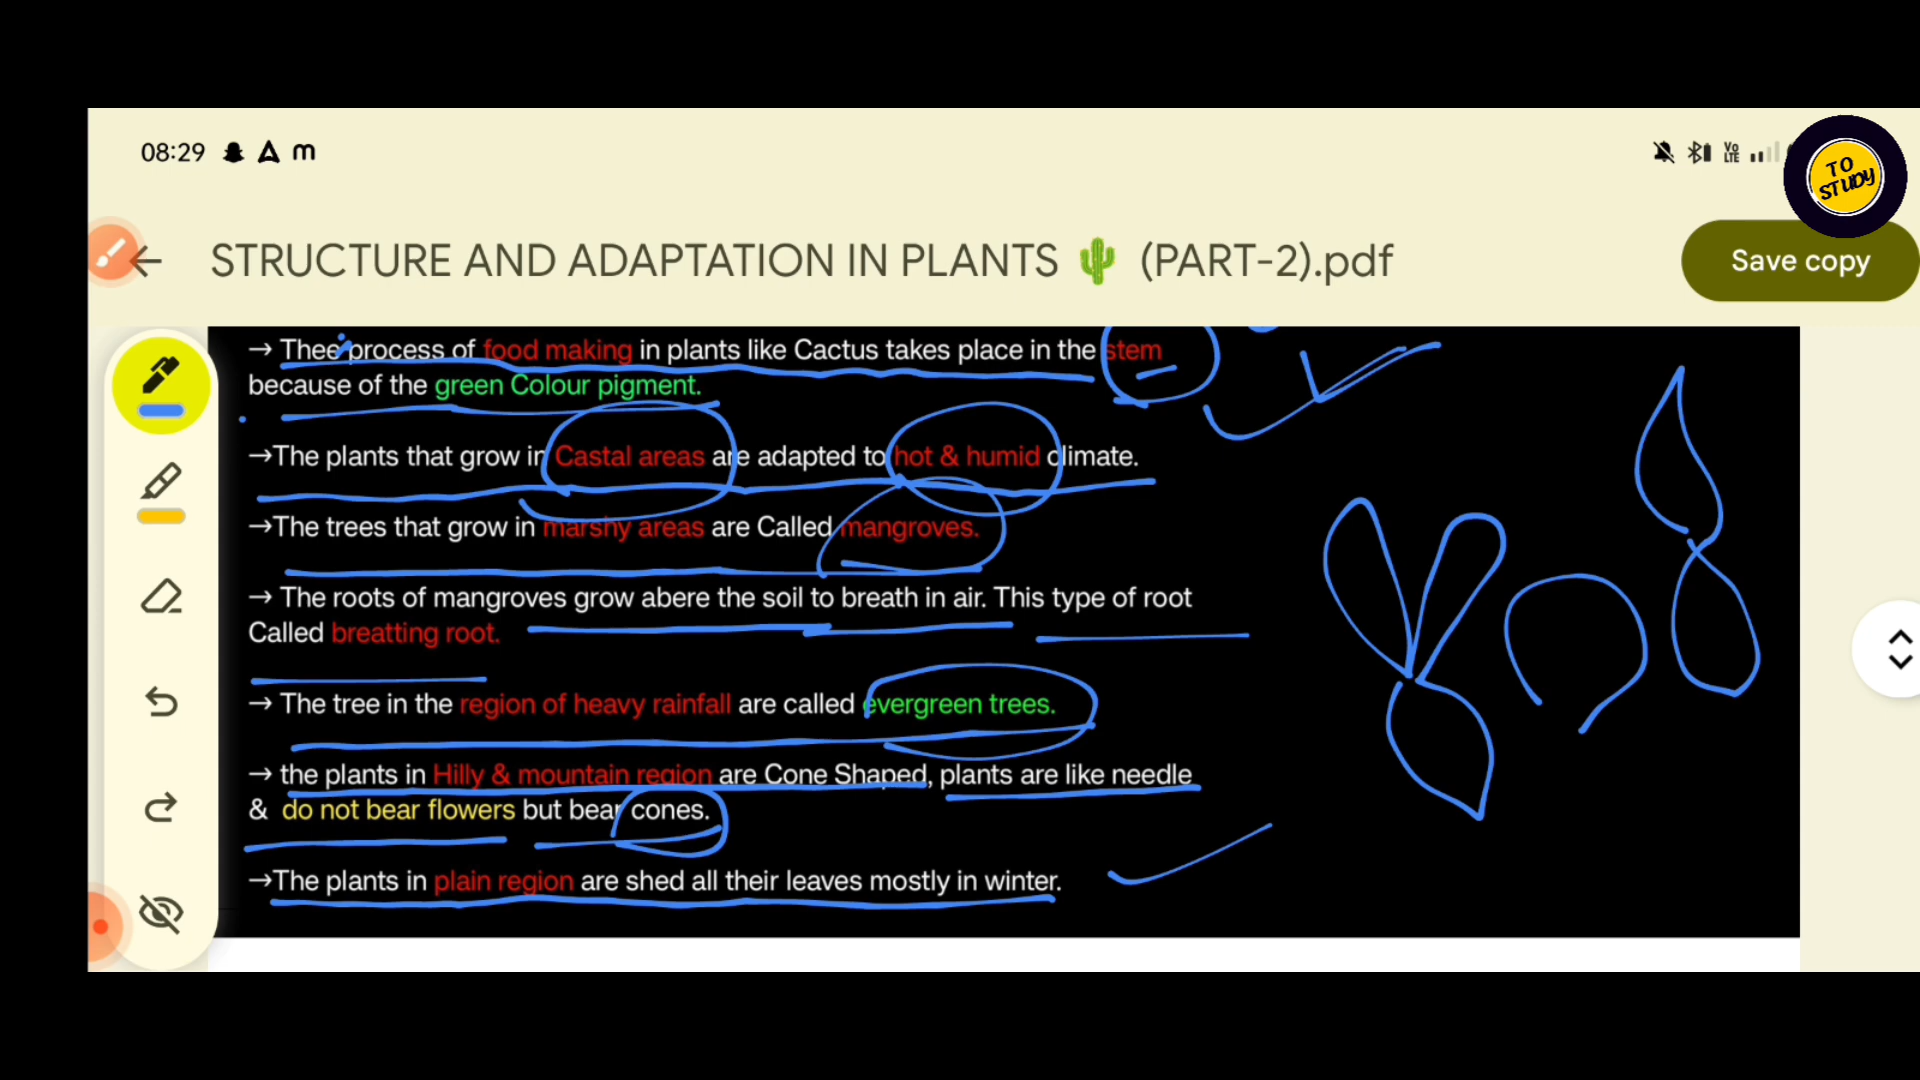 08:29
TO
STUDY
STRUCTURE AND ADAPTATION IN PLANTS 🌵 (PART-2).pdf
Save copy
→ Thee process of food making in plants like Cactus takes place in the stem
because of the green Colour pigment.
→The plants that grow in Castal areas are adapted to hot & humid climate.
→The trees that grow in marshy areas are Called mangroves.
→ The roots of mangroves grow abere the soil to breath in air. This type of root
Called breatting root.
→ The tree in the region of heavy rainfall are called evergreen trees.
→ the plants in Hilly & mountain region are Cone Shaped, plants are like needle
& do not bear flowers but bear cones.
→The plants in plain region are shed all their leaves mostly in winter.